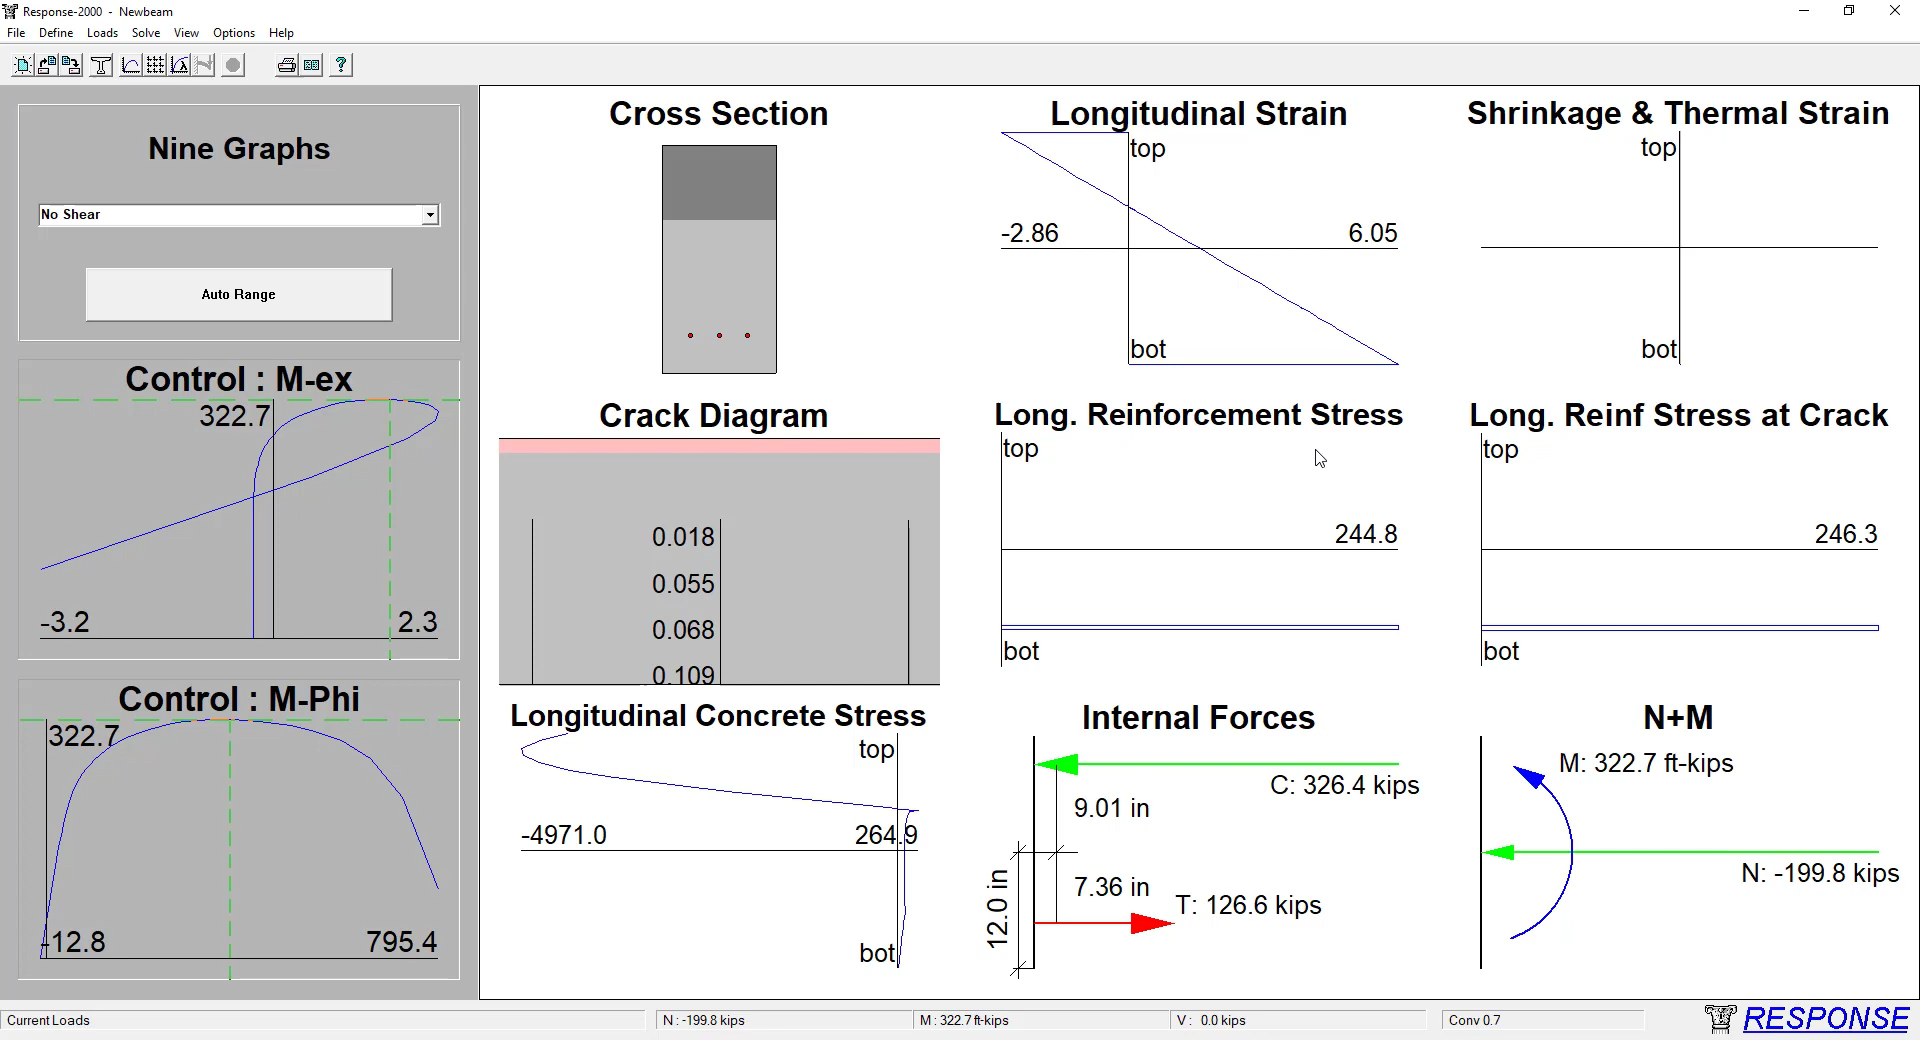 Response-2000 - Newbeam
File Define Loads Solve View Options Help
Nine Graphs
No Shear
Auto Range
Control : M-ex
322.7
-3.2 2.3
Control : M-Phi
322.7
-12.8 795.4
Cross Section
Longitudinal Strain
top
-2.86 6.05
bot
Shrinkage & Thermal Strain
top
bot
Crack Diagram
0.018
0.055
0.068
0.109
Long. Reinforcement Stress
top
244.8
bot
Long. Reinf Stress at Crack
top
246.3
bot
Longitudinal Concrete Stress
top
-4971.0 264.9
bot
Internal Forces
C: 326.4 kips
9.01 in
7.36 in
T: 126.6 kips
12.0 in
N+M
M: 322.7 ft-kips
N: -199.8 kips
Current Loads
N : -199.8 kips
M : 322.7 ft-kips
V : 0.0 kips
Conv 0.7
RESPONSE